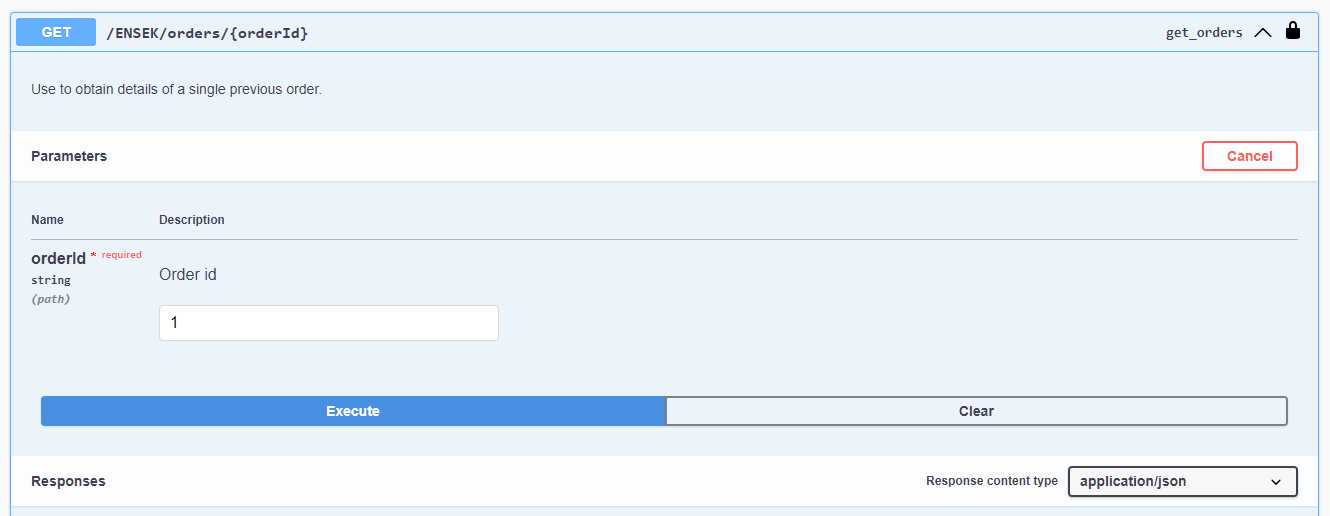 GET /ENSEK/orders/{orderId} get_orders
Use to obtain details of a single previous order.
Parameters Cancel
Name Description
orderId * required
string
(path)
Order id
1
Execute Clear
Responses Response content type application/json